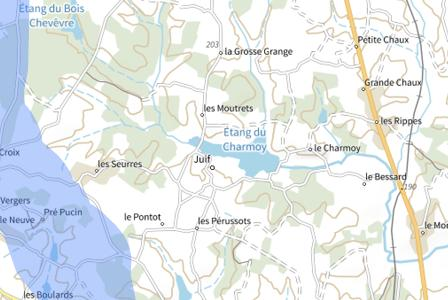 Étang du Bois
Chevêvre
203
la Grosse Grange
Petite Chaux
Grande Chaux
les Moutrets
les Rippes
Étang du
Charmoy
le Charmoy
Croix
les Seurres
Juif
le Bessard
190
Vergers
le Neuve
Pré Pucin
le Pontot
les Pérussots
le Mo
les Boulards